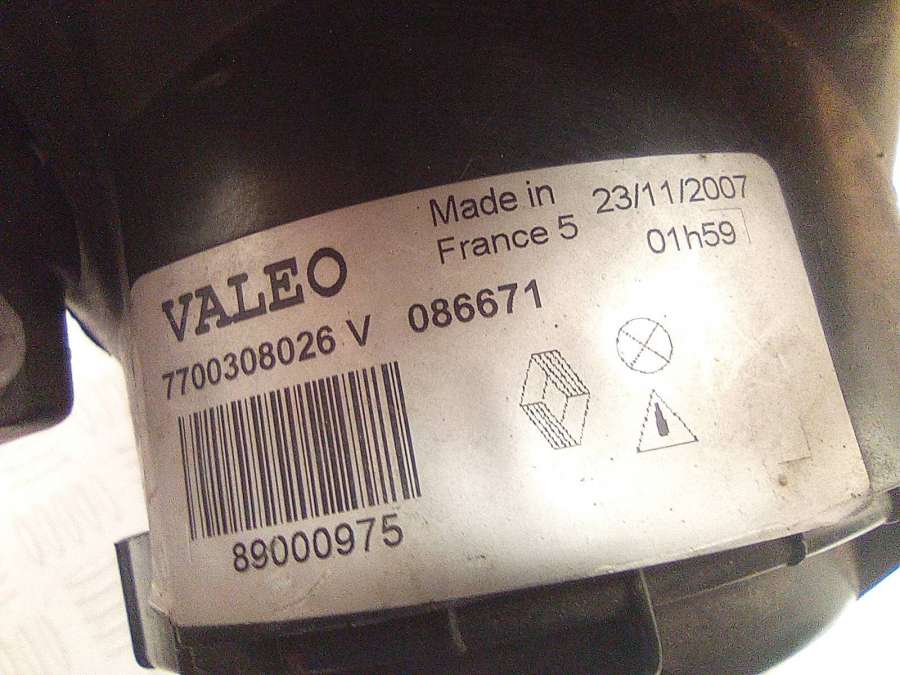 Made in 23/11/2007
France 5 01h59
VALEO
7700308026 V 086671
89000975